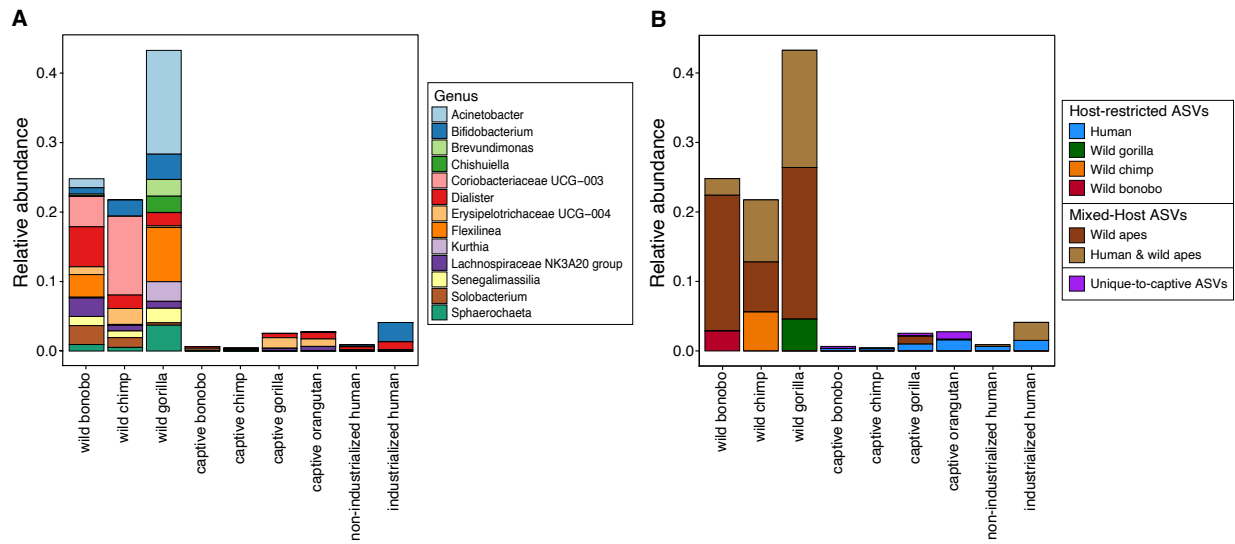 A
Relative abundance
0.4
0.3
0.2
0.1
0.0
wild bonobo
wild chimp
wild gorilla
captive bonobo
captive chimp
captive gorilla
captive orangutan
non-industrialized human
industrialized human
Genus
Acinetobacter
Bifidobacterium
Brevundimonas
Chishuiella
Coriobacteriaceae UCG−003
Dialister
Erysipelotrichaceae UCG−004
Flexilinea
Kurthia
Lachnospiraceae NK3A20 group
Senegalimassilia
Solobacterium
Sphaerochaeta
B
Relative abundance
0.4
0.3
0.2
0.1
0.0
wild bonobo
wild chimp
wild gorilla
captive bonobo
captive chimp
captive gorilla
captive orangutan
non-industrialized human
industrialized human
Host-restricted ASVs
Human
Wild gorilla
Wild chimp
Wild bonobo
Mixed-Host ASVs
Wild apes
Human & wild apes
Unique-to-captive ASVs